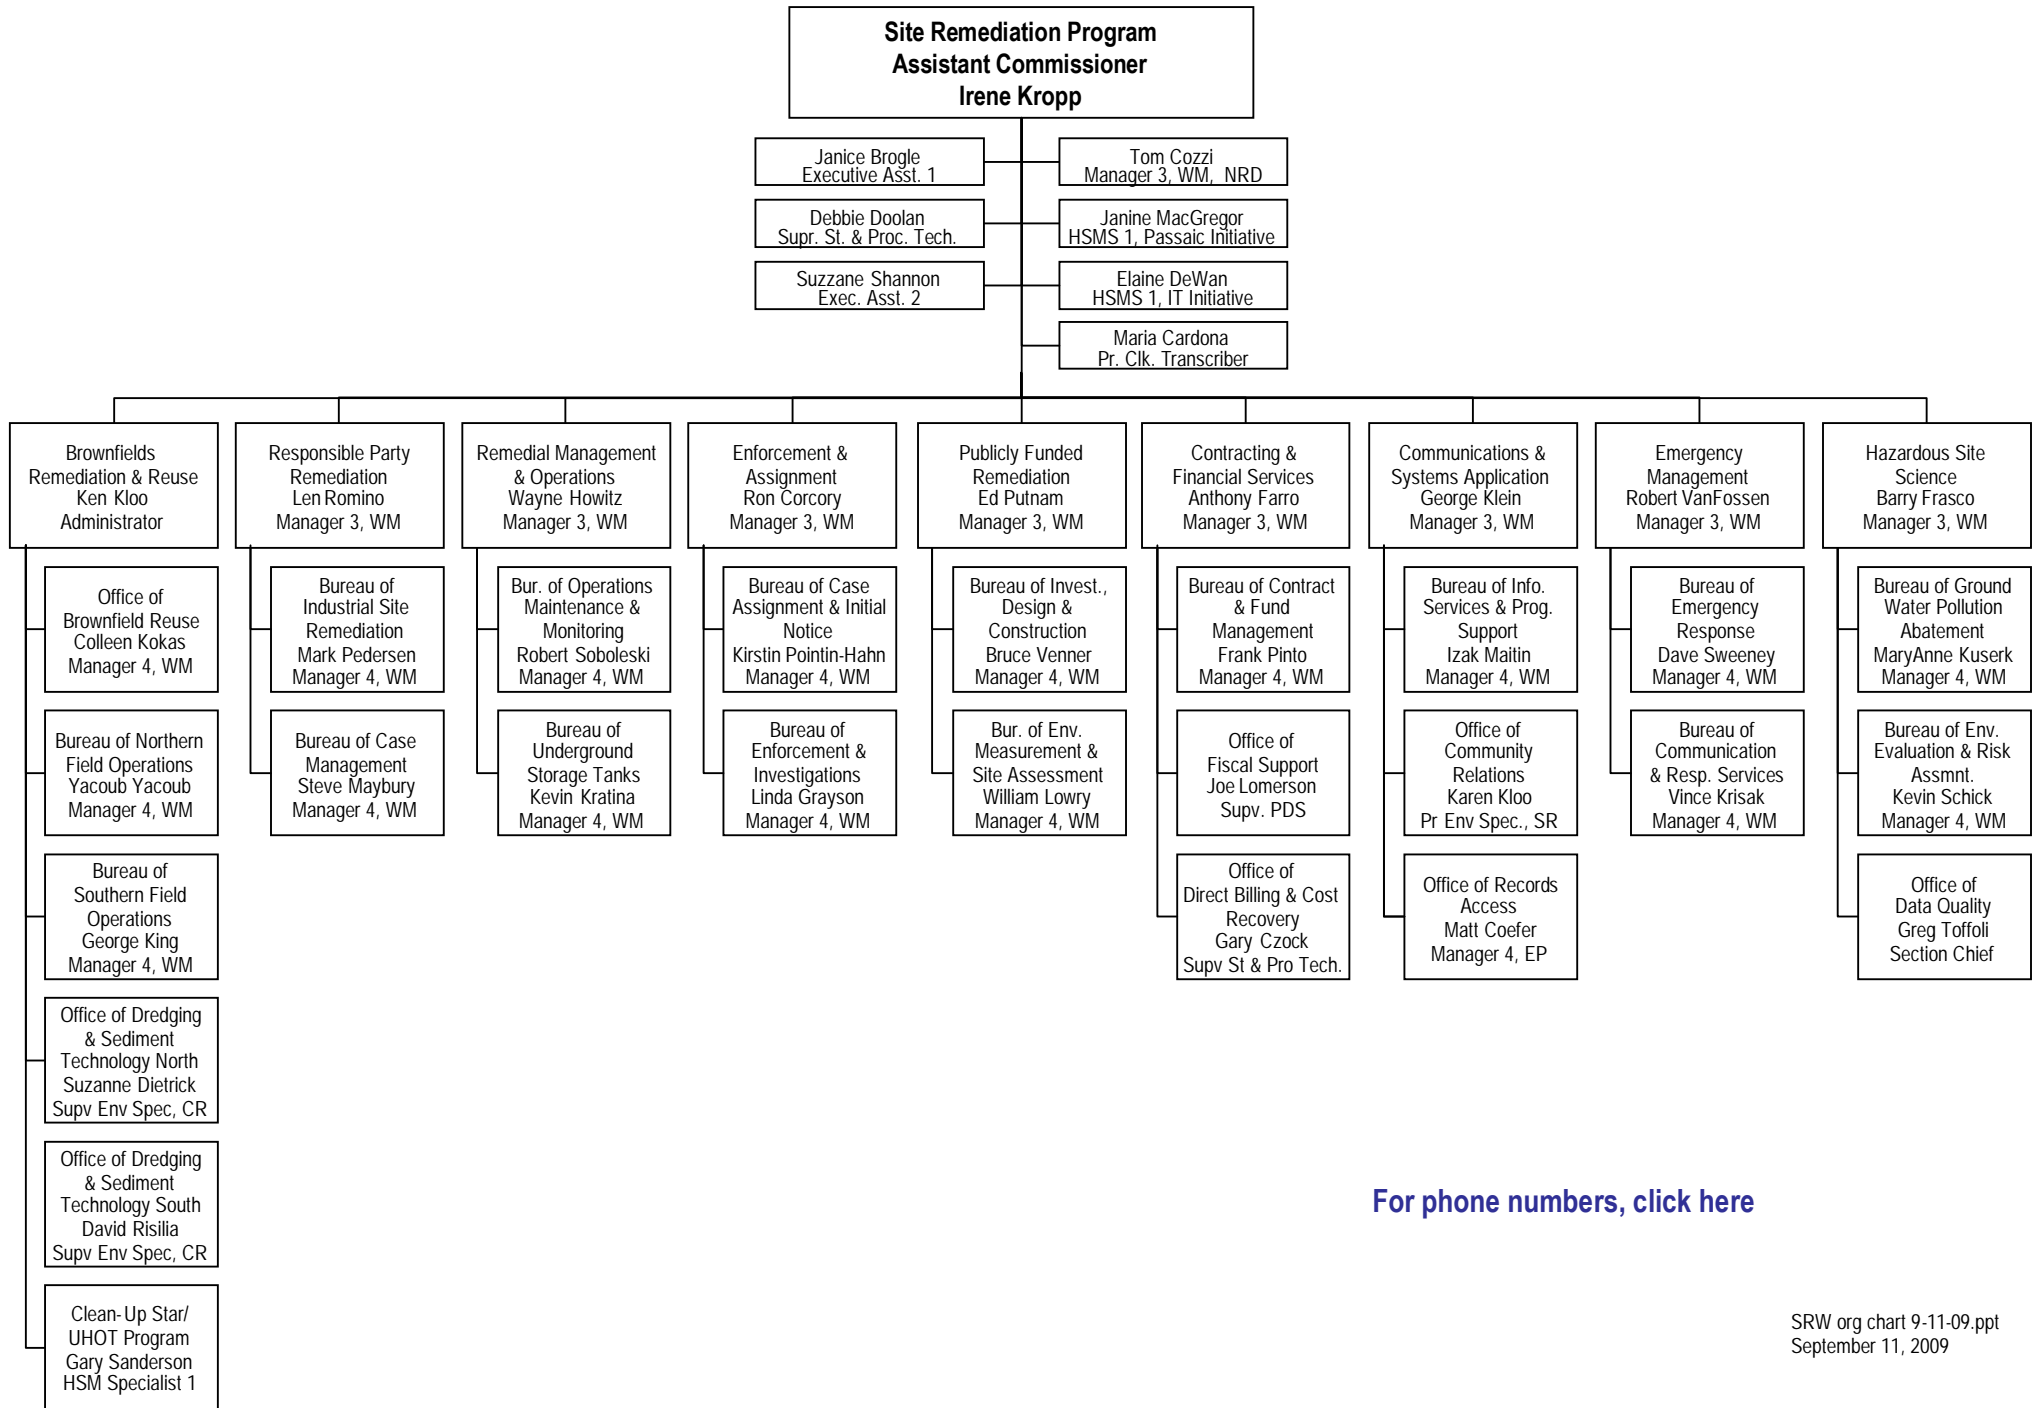 Site Remediation Program
Assistant Commissioner
Irene Kropp
Janice Brogle
Executive Asst. 1
Tom Cozzi
Manager 3, WM, NRD
Debbie Doolan
Supr. St. & Proc. Tech.
Janine MacGregor
HSMS 1, Passaic Initiative
Suzzane Shannon
Exec. Asst. 2
Elaine DeWan
HSMS 1, IT Initiative
Maria Cardona
Pr. Clk. Transcriber
Brownfields
Remediation & Reuse
Ken Kloo
Administrator
Office of
Brownfield Reuse
Colleen Kokas
Manager 4, WM
Bureau of Northern
Field Operations
Yacoub Yacoub
Manager 4, WM
Bureau of
Southern Field
Operations
George King
Manager 4, WM
Office of Dredging
& Sediment
Technology North
Suzanne Dietrick
Supv Env Spec, CR
Office of Dredging
& Sediment
Technology South
David Risilia
Supv Env Spec, CR
Clean-Up Star/
UHOT Program
Gary Sanderson
HSM Specialist 1
Responsible Party
Remediation
Len Romino
Manager 3, WM
Bureau of
Industrial Site
Remediation
Mark Pedersen
Manager 4, WM
Bureau of Case
Management
Steve Maybury
Manager 4, WM
Remedial Management
& Operations
Wayne Howitz
Manager 3, WM
Bur. of Operations
Maintenance &
Monitoring
Robert Soboleski
Manager 4, WM
Bureau of
Underground
Storage Tanks
Kevin Kratina
Manager 4, WM
Enforcement &
Assignment
Ron Corcory
Manager 3, WM
Bureau of Case
Assignment & Initial
Notice
Kirstin Pointin-Hahn
Manager 4, WM
Bureau of
Enforcement &
Investigations
Linda Grayson
Manager 4, WM
Publicly Funded
Remediation
Ed Putnam
Manager 3, WM
Bureau of Invest.,
Design &
Construction
Bruce Venner
Manager 4, WM
Bur. of Env.
Measurement &
Site Assessment
William Lowry
Manager 4, WM
Contracting &
Financial Services
Anthony Farro
Manager 3, WM
Bureau of Contract
& Fund
Management
Frank Pinto
Manager 4, WM
Office of
Fiscal Support
Joe Lomerson
Supv. PDS
Office of
Direct Billing & Cost
Recovery
Gary Czock
Supv St & Pro Tech.
Communications &
Systems Application
George Klein
Manager 3, WM
Bureau of Info.
Services & Prog.
Support
Izak Maitin
Manager 4, WM
Office of
Community
Relations
Karen Kloo
Pr Env Spec., SR
Office of Records
Access
Matt Coefer
Manager 4, EP
Emergency
Management
Robert VanFossen
Manager 3, WM
Bureau of
Emergency
Response
Dave Sweeney
Manager 4, WM
Bureau of
Communication
& Resp. Services
Vince Krisak
Manager 4, WM
Hazardous Site
Science
Barry Frasco
Manager 3, WM
Bureau of Ground
Water Pollution
Abatement
MaryAnne Kuserk
Manager 4, WM
Bureau of Env.
Evaluation & Risk
Assmnt.
Kevin Schick
Manager 4, WM
Office of
Data Quality
Greg Toffoli
Section Chief
For phone numbers, click here
SRW org chart 9-11-09.ppt
September 11, 2009